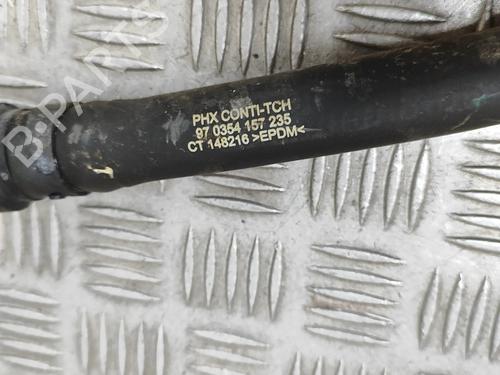 B-PARTS
PHX CONTI-TCH
97 0354 157 235
CT 148216 >EPDM<